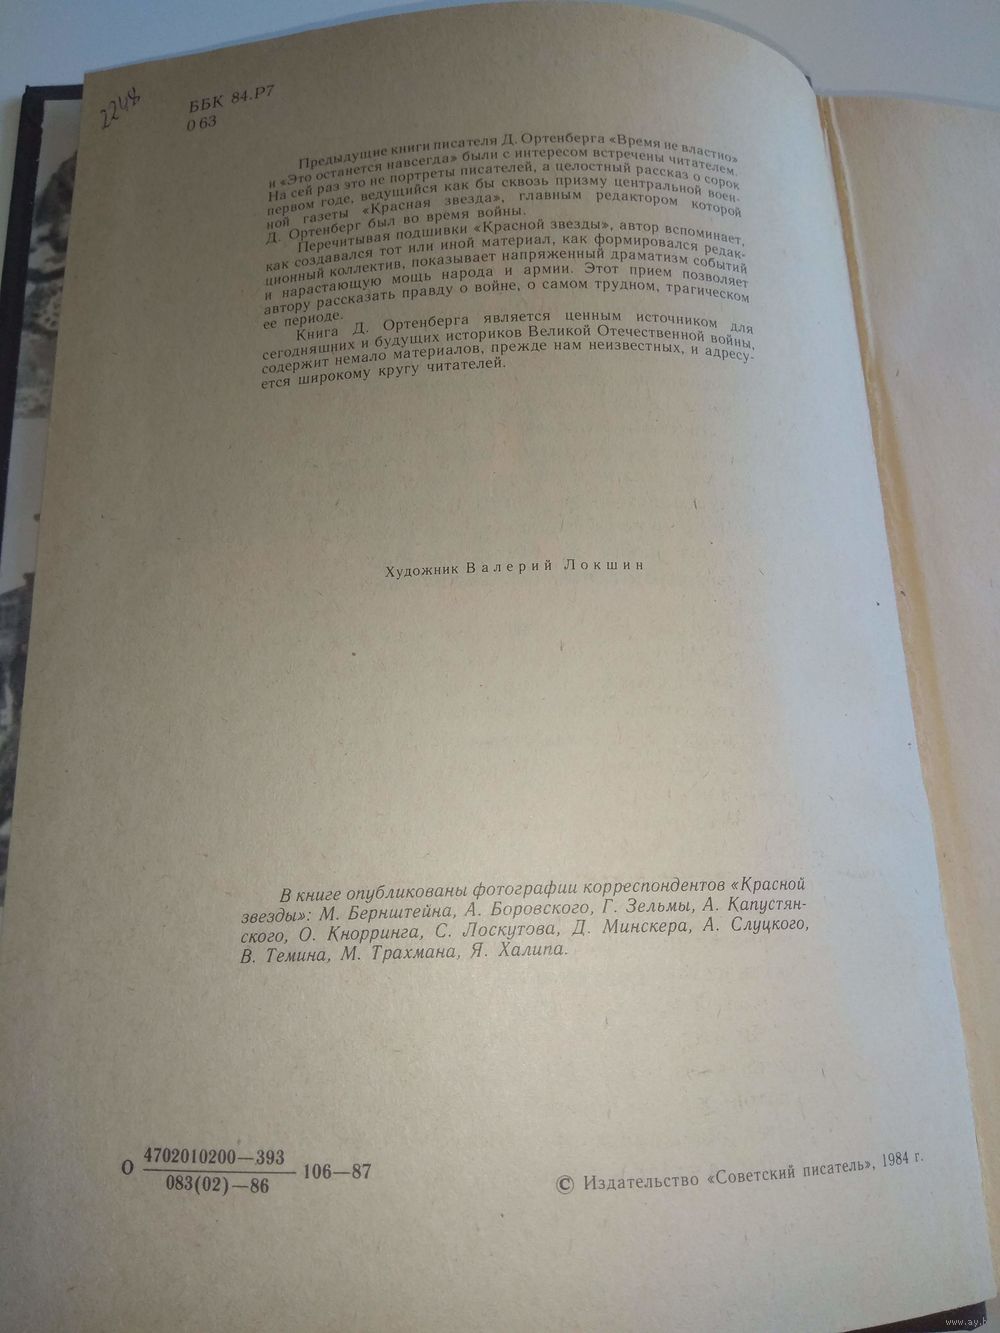 2248
ББК 84.Р7
О 63
Предыдущие книги писателя Д. Ортенберга «Время не властно»
и «Это останется навсегда» были с интересом встречены читателем.
На сей раз это не портреты писателей, а целостный рассказ о сорок
первом годе, ведущийся как бы сквозь призму центральной воен-
ной газеты «Красная звезда», главным редактором которой
Д. Ортенберг был во время войны.
Перечитывая подшивки «Красной звезды», автор вспоминает,
как создавался тот или иной материал, как формировался редак-
ционный коллектив, показывает напряженный драматизм событий
и нарастающую мощь народа и армии. Этот прием позволяет
автору рассказать правду о войне, о самом трудном, трагическом
ее периоде.
Книга Д. Ортенберга является ценным источником для
сегодняшних и будущих историков Великой Отечественной войны,
содержит немало материалов, прежде нам неизвестных, и адресу-
ется широкому кругу читателей.
Художник Валерий Локшин
В книге опубликованы фотографии корреспондентов «Красной
звезды»: М. Бернштейна, А. Боровского, Г. Зельмы, А. Капустян-
ского, О. Кнорринга, С. Лоскутова, Д. Минскера, А. Слуцкого,
В. Темина, М. Трахмана, Я. Халипа.
О 4702010200—393
083(02)—86 106—87
© Издательство «Советский писатель», 1984 г.